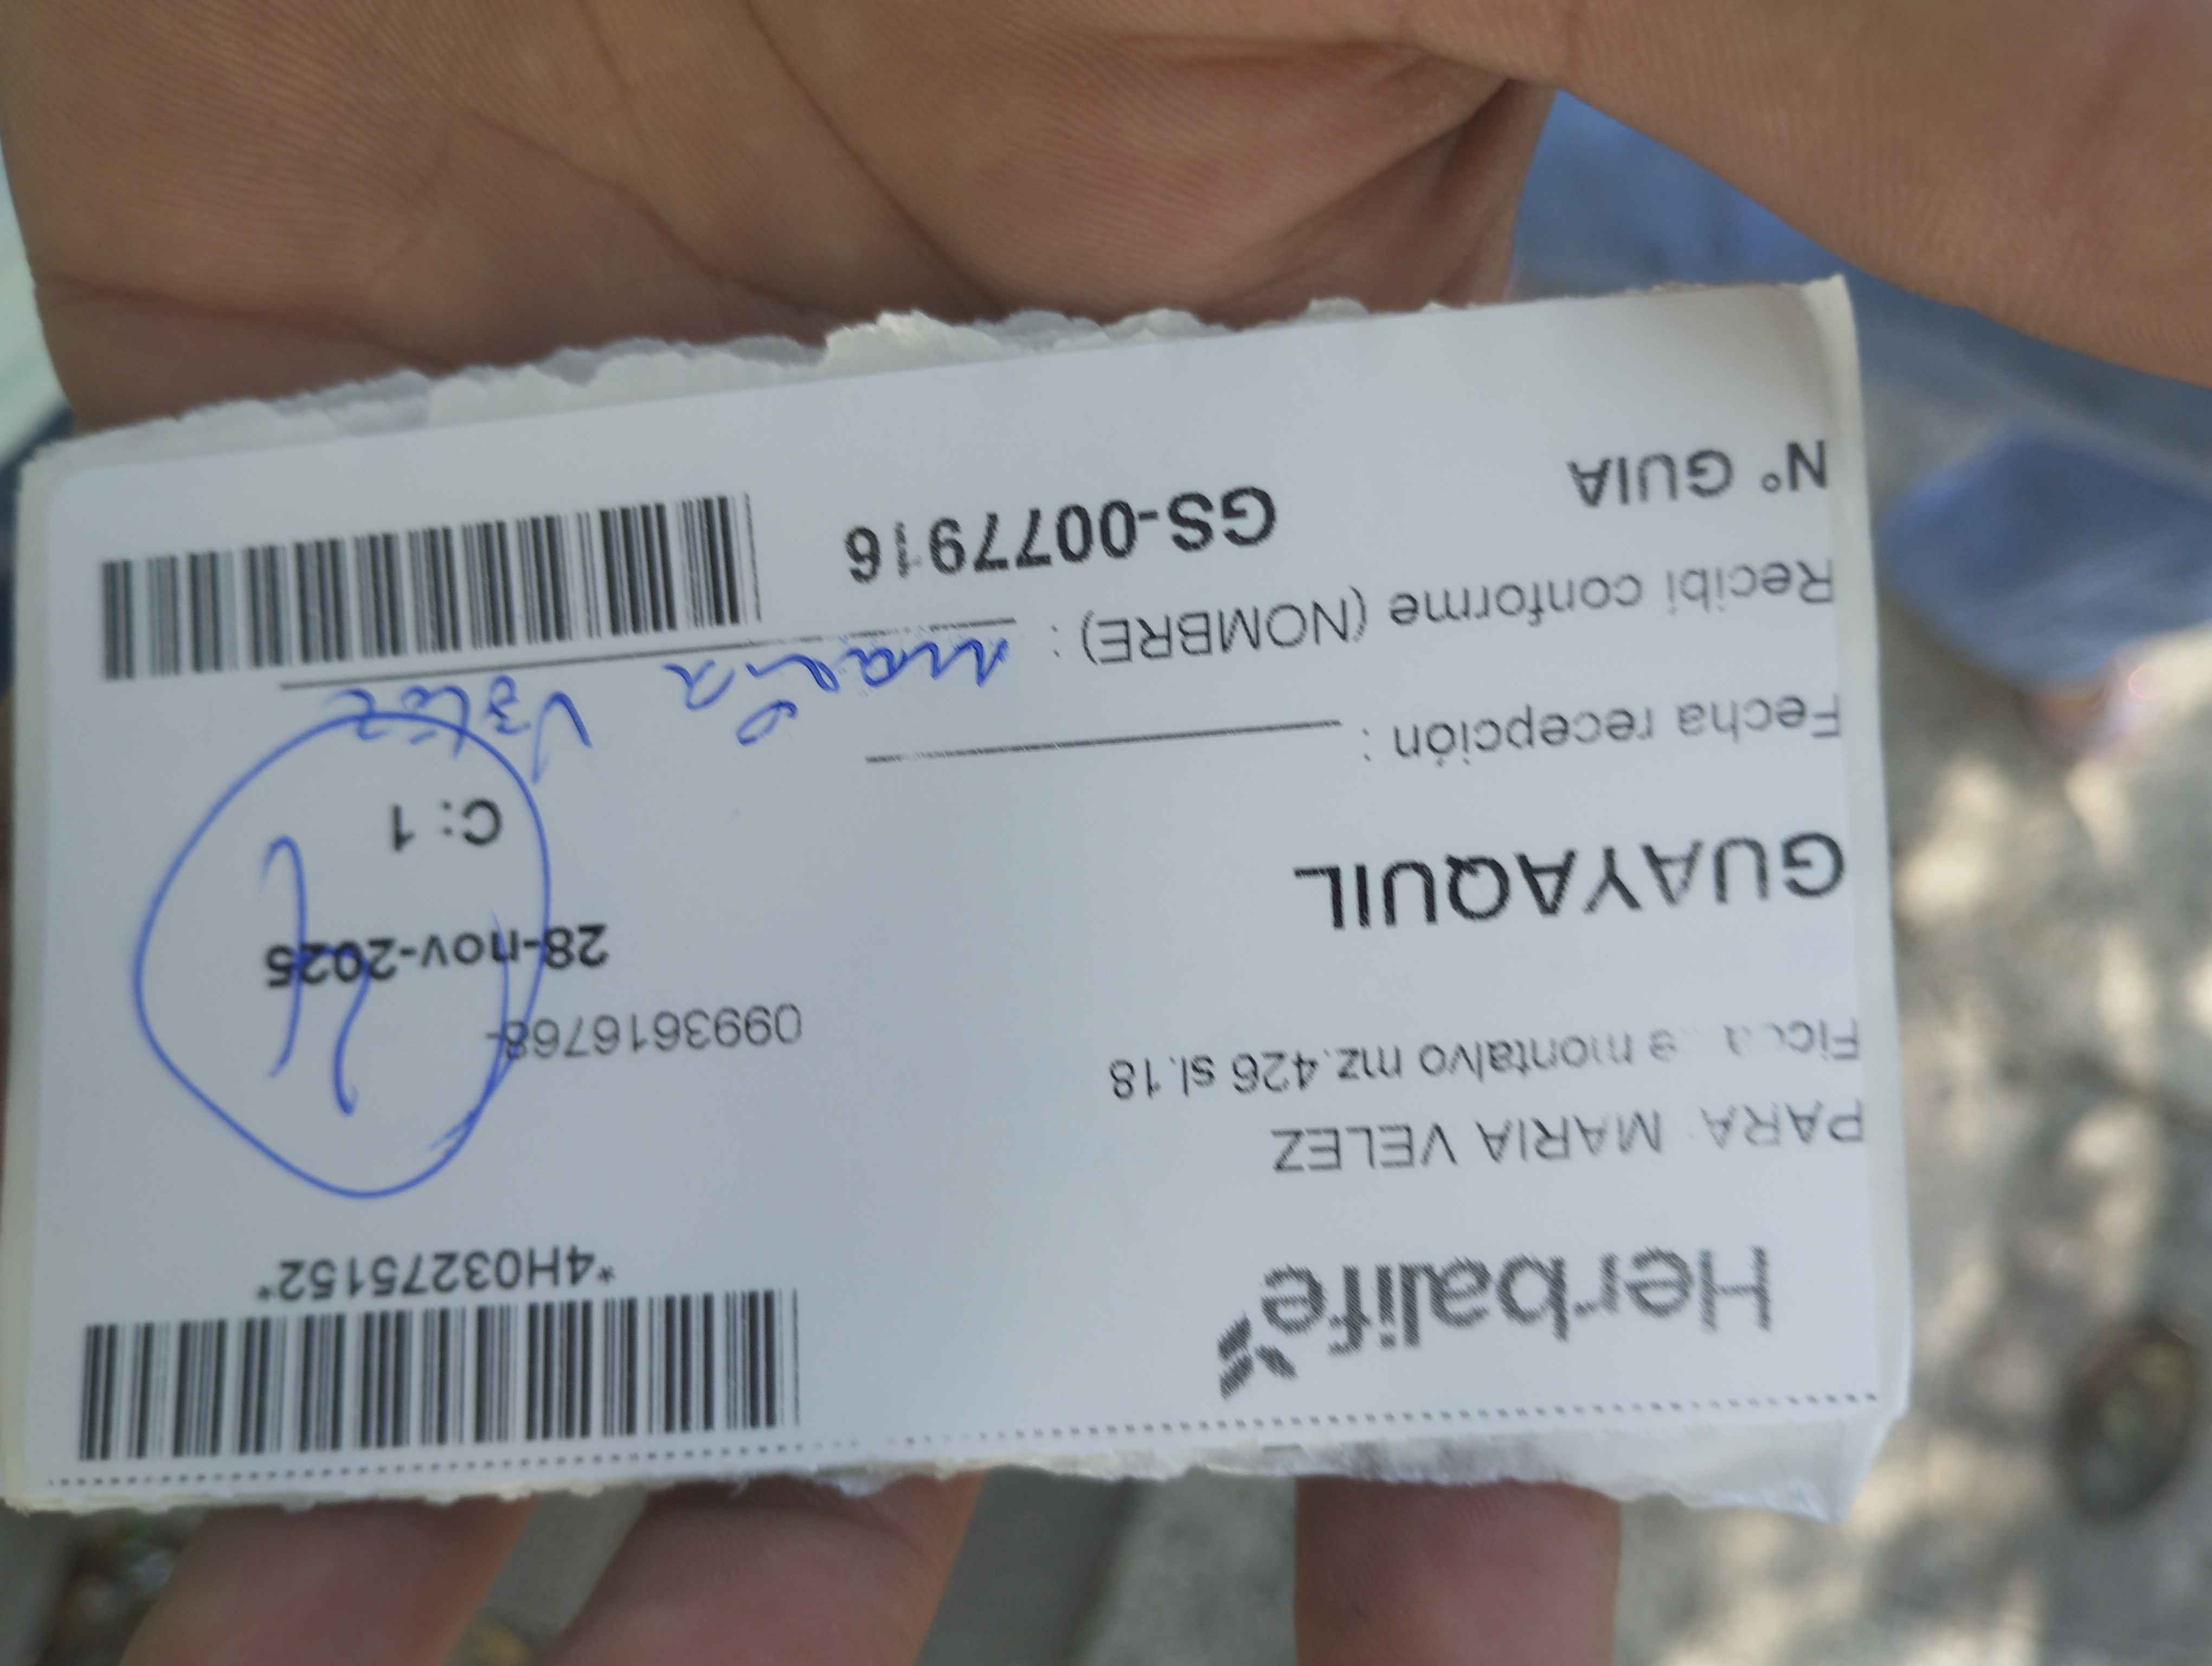 Herbalife
*4H03275152*
PARA: MARIA VELEZ
montalvo mz.426 sl.18
0993616768-
28-nov-2025
GUAYAQUIL
C: 1
Fecha recepción :
Recibi conforme (NOMBRE) : Maria Velez
N° GUIA GS-0077916